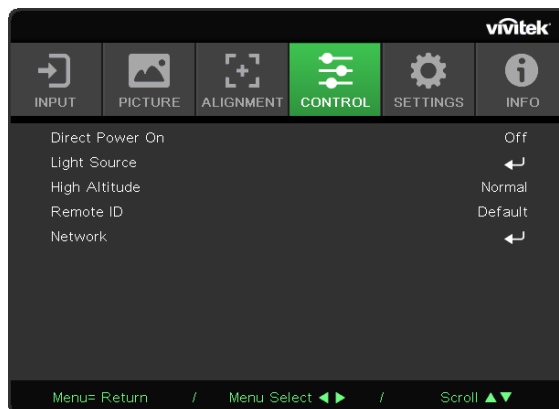 vivitek
INPUT PICTURE ALIGNMENT CONTROL SETTINGS INFO
Direct Power On Off
Light Source
High Altitude Normal
Remote ID Default
Network
Menu= Return / Menu Select ◀ ▶ / Scroll ▲▼